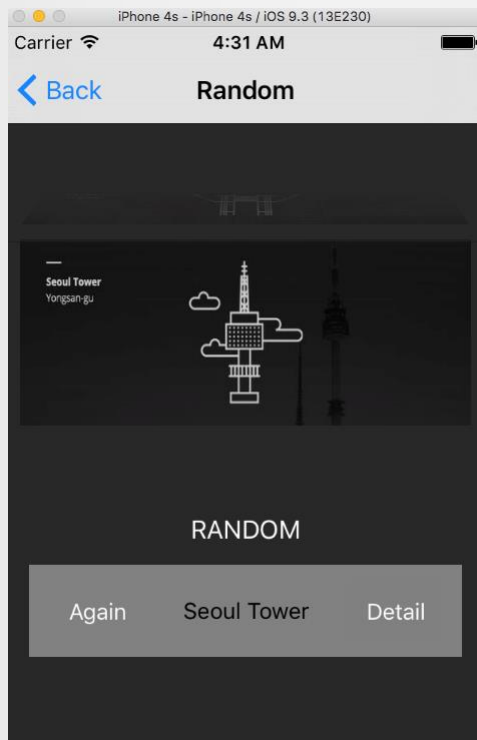 iPhone 4s - iPhone 4s / iOS 9.3 (13E230)
Carrier 4:31 AM
Back Random
Seoul Tower
Yongsan-gu
RANDOM
Again Seoul Tower Detail